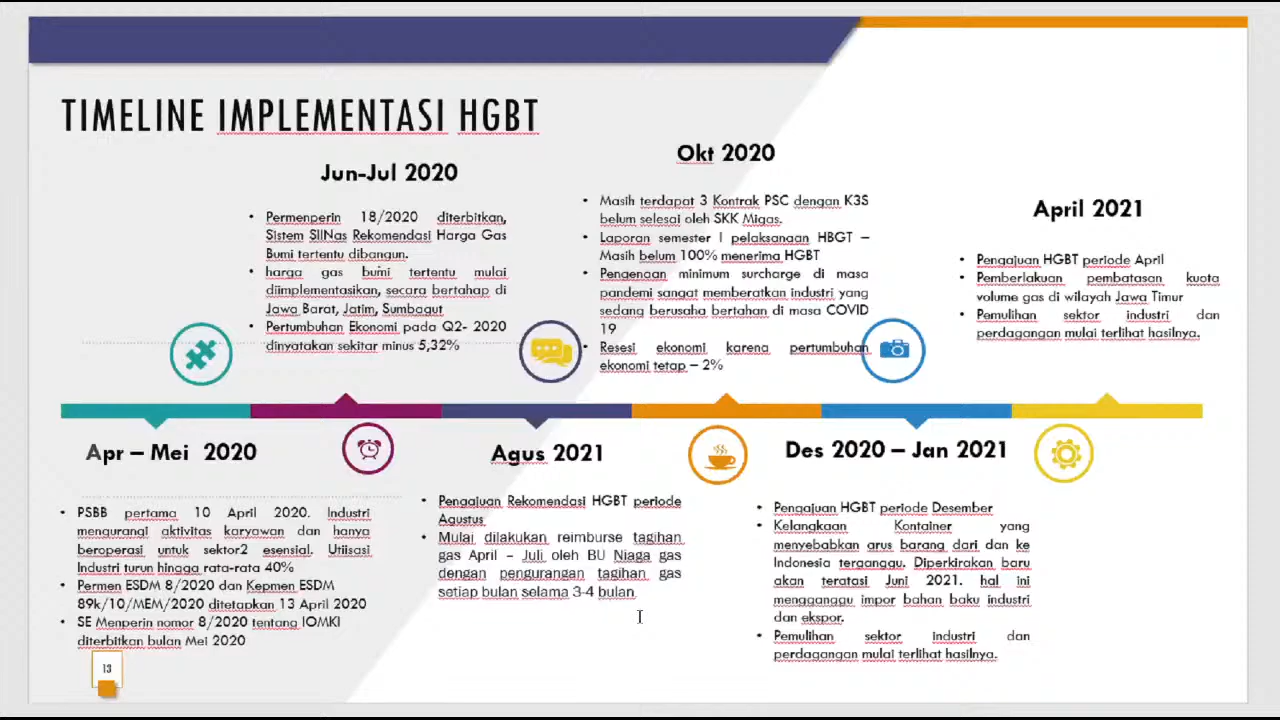 TIMELINE IMPLEMENTASI HGBT
Jun-Jul 2020
• Permenperin 18/2020 diterbitkan,
Sistem SIINas Rekomendasi Harga Gas
Bumi tertentu dibangun.
• harga gas bumi tertentu mulai
diimplementasikan, secara bertahap di
Jawa Barat, Jatim, Sumbagut
• Pertumbuhan Ekonomi pada Q2- 2020
dinyatakan sekitar minus 5,32%
Okt 2020
• Masih terdapat 3 Kontrak PSC dengan K3S
belum selesai oleh SKK Migas.
• Laporan semester I pelaksanaan HBGT –
Masih belum 100% menerima HGBT
• Pengenaan minimum surcharge di masa
pandemi sangat memberatkan industri yang
sedang berusaha bertahan di masa COVID
19
• Resesi ekonomi karena pertumbuhan
ekonomi tetap – 2%
April 2021
• Pengajuan HGBT periode April
• Pemberlakuan pembatasan kuota
volume gas di wilayah Jawa Timur
• Pemulihan sektor industri dan
perdagangan mulai terlihat hasilnya.
Apr – Mei 2020
• PSBB pertama 10 April 2020. Industri
mengurangi aktivitas karyawan dan hanya
beroperasi untuk sektor2 esensial. Utiisasi
Industri turun hingga rata-rata 40%
• Permen ESDM 8/2020 dan Kepmen ESDM
89k/10/MEM/2020 ditetapkan 13 April 2020
• SE Menperin nomor 8/2020 tentang IOMKI
diterbitkan bulan Mei 2020
Agus 2021
• Pengajuan Rekomendasi HGBT periode
Agustus
• Mulai dilakukan reimburse tagihan
gas April – Juli oleh BU Niaga gas
dengan pengurangan tagihan gas
setiap bulan selama 3-4 bulan.
Des 2020 – Jan 2021
• Pengajuan HGBT periode Desember
• Kelangkaan Kontainer yang
menyebabkan arus barang dari dan ke
Indonesia terganggu. Diperkirakan baru
akan teratasi Juni 2021. hal ini
mengganggu impor bahan baku industri
dan ekspor.
• Pemulihan sektor industri dan
perdagangan mulai terlihat hasilnya.
13